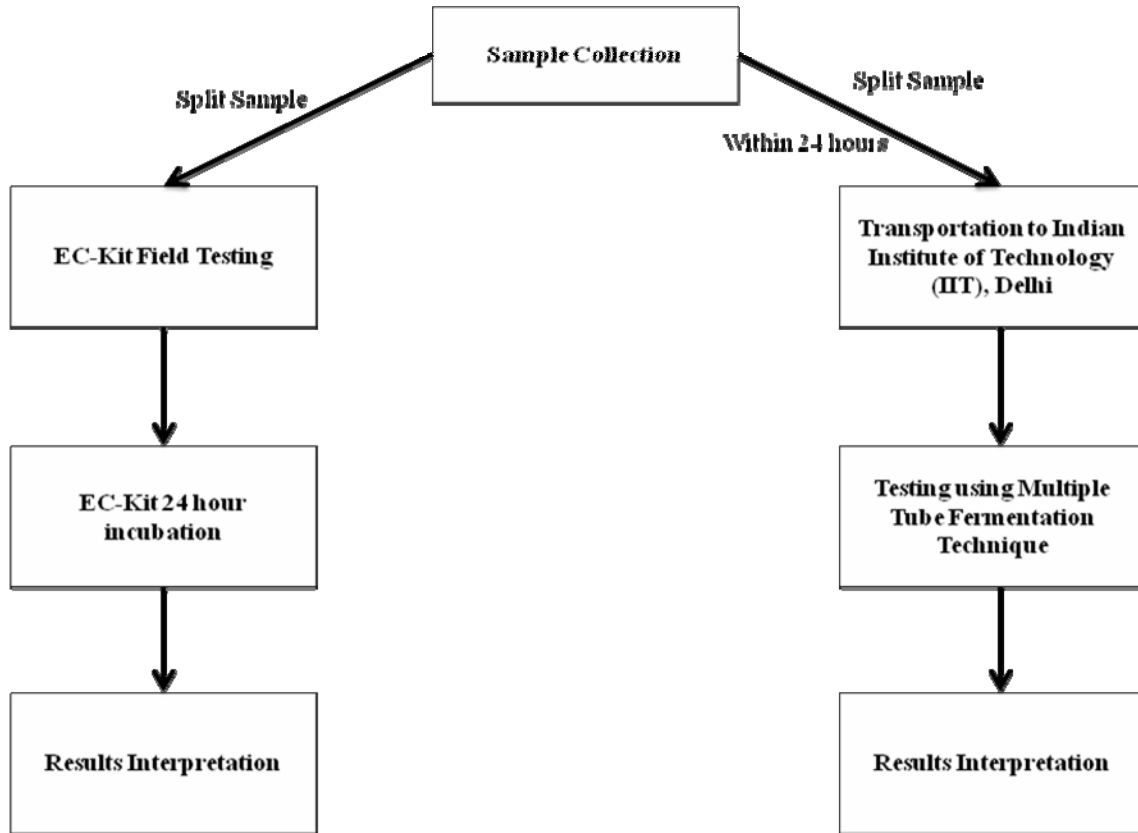 Sample Collection
Split Sample
Split Sample
Within 24 hours
EC-Kit Field Testing
Transportation to Indian
Institute of Technology
(IIT), Delhi
EC-Kit 24 hour
incubation
Testing using Multiple
Tube Fermentation
Technique
Results Interpretation
Results Interpretation